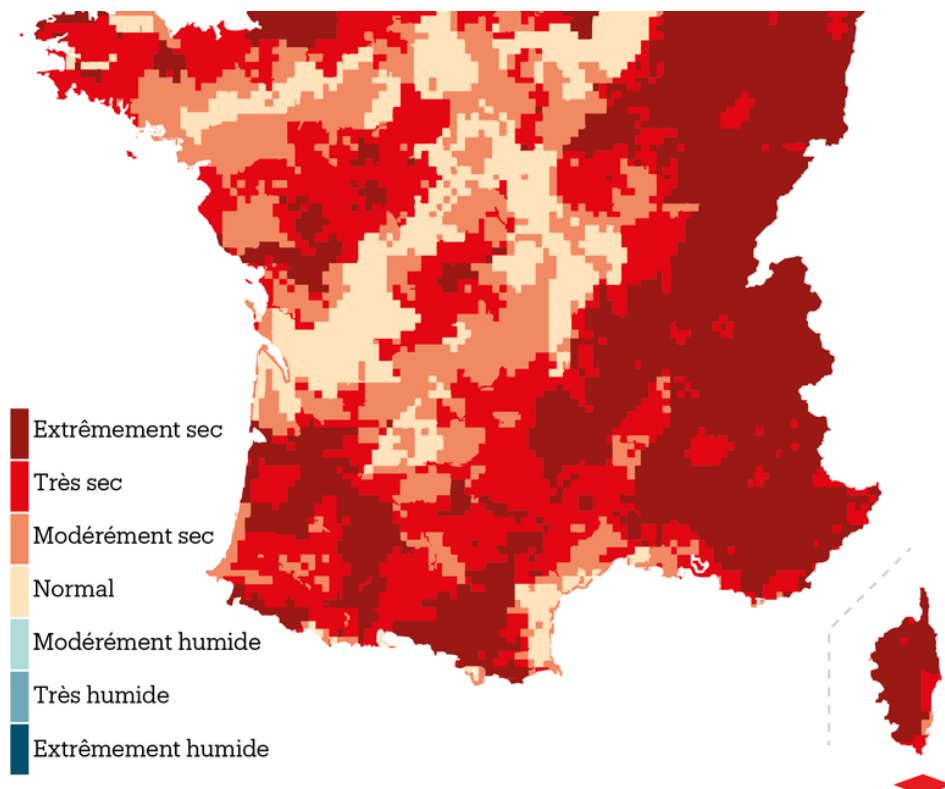 Extrêmement sec
Très sec
Modérément sec
Normal
Modérément humide
Très humide
Extrêmement humide